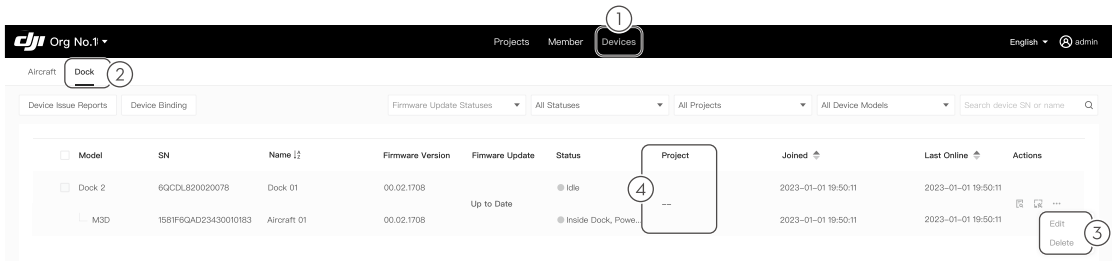 1
dji Org No.1
Projects Member Devices
English admin
Aircraft Dock 2
Device Issue Reports Device Binding Firmware Update Statuses All Statuses All Projects All Device Models Search device SN or name
Model SN Name Firmware Version Fimware Update Status Project Joined Last Online Actions
Dock 2 6QCDL820020078 Dock 01 00.02.1708 Idle 4 2023-01-01 19:50:11 2023-01-01 19:50:11
Up to Date --
M3D 1581F6QAD23430010183 Aircraft 01 00.02.1708 Inside Dock, Powe... 2023-01-01 19:50:11 2023-01-01 19:50:11
Edit
3
Delete